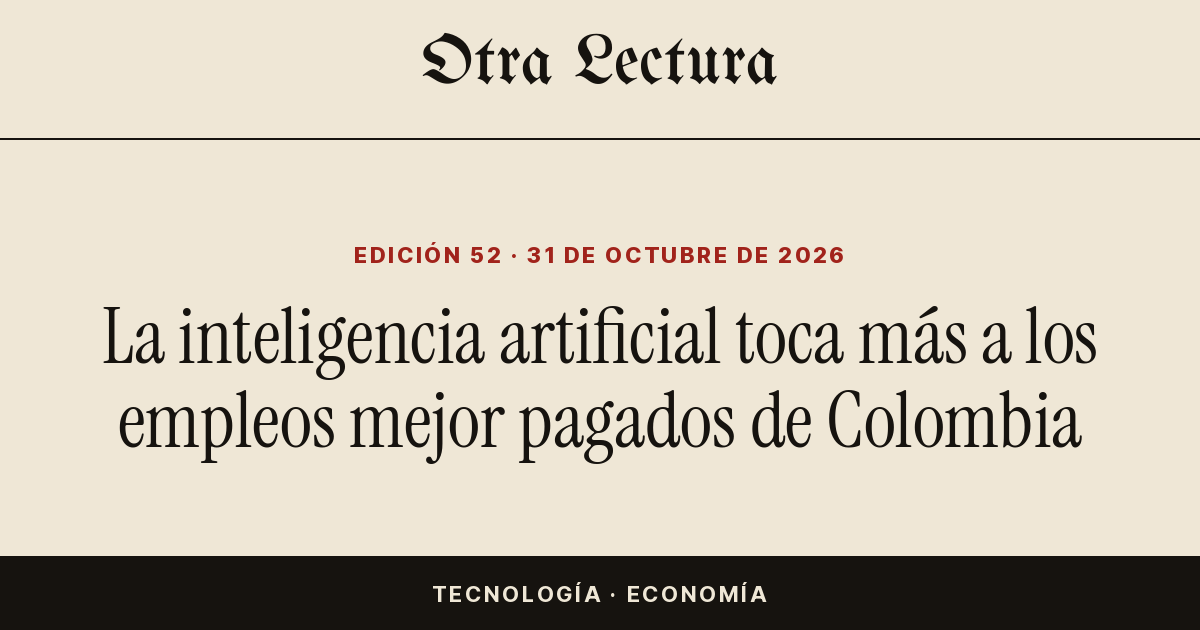 Otra Lectura
EDICIÓN 52 · 31 DE OCTUBRE DE 2026
La inteligencia artificial toca más a los
empleos mejor pagados de Colombia
TECNOLOGÍA · ECONOMÍA